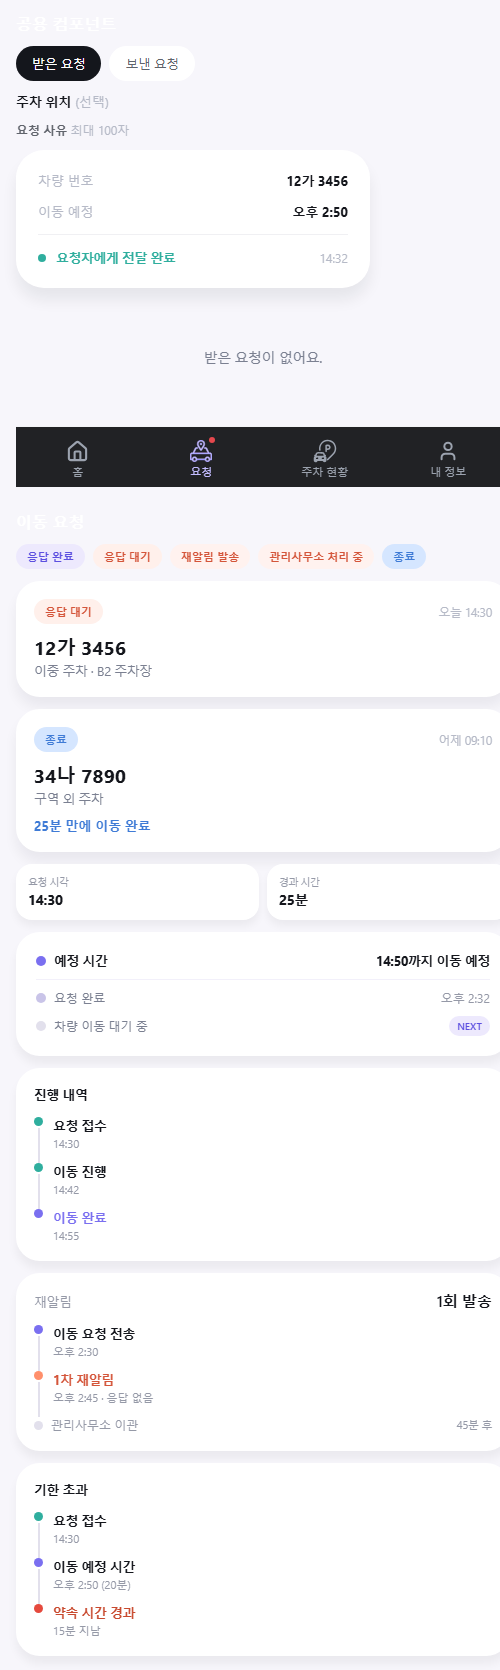 공용 컴포넌트
받은 요청 보낸 요청
주차 위치 (선택)
요청 사유 최대 100자
차량 번호 12가 3456
이동 예정 오후 2:50
요청자에게 전달 완료 14:32
받은 요청이 없어요.
홈 요청 주차 현황 내 정보
이동 요청
응답 완료 응답 대기 재알림 발송 관리사무소 처리 중 종료
응답 대기 오늘 14:30
12가 3456
이중 주차 · B2 주차장
종료 어제 09:10
34나 7890
구역 외 주차
25분 만에 이동 완료
요청 시각 경과 시간
14:30 25분
예정 시간 14:50까지 이동 예정
요청 완료 오후 2:32
차량 이동 대기 중 NEXT
진행 내역
요청 접수
14:30
이동 진행
14:42
이동 완료
14:55
재알림 1회 발송
이동 요청 전송
오후 2:30
1차 재알림
오후 2:45 · 응답 없음
관리사무소 이관 45분 후
기한 초과
요청 접수
14:30
이동 예정 시간
오후 2:50 (20분)
약속 시간 경과
15분 지남